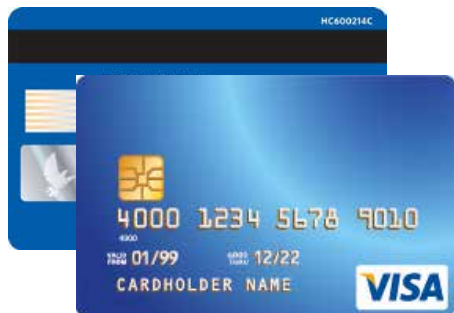 HC600214C
4000 1234 5678 9010
4000
VALID FROM 01/99 GOOD THRU 12/22
CARDHOLDER NAME
VISA